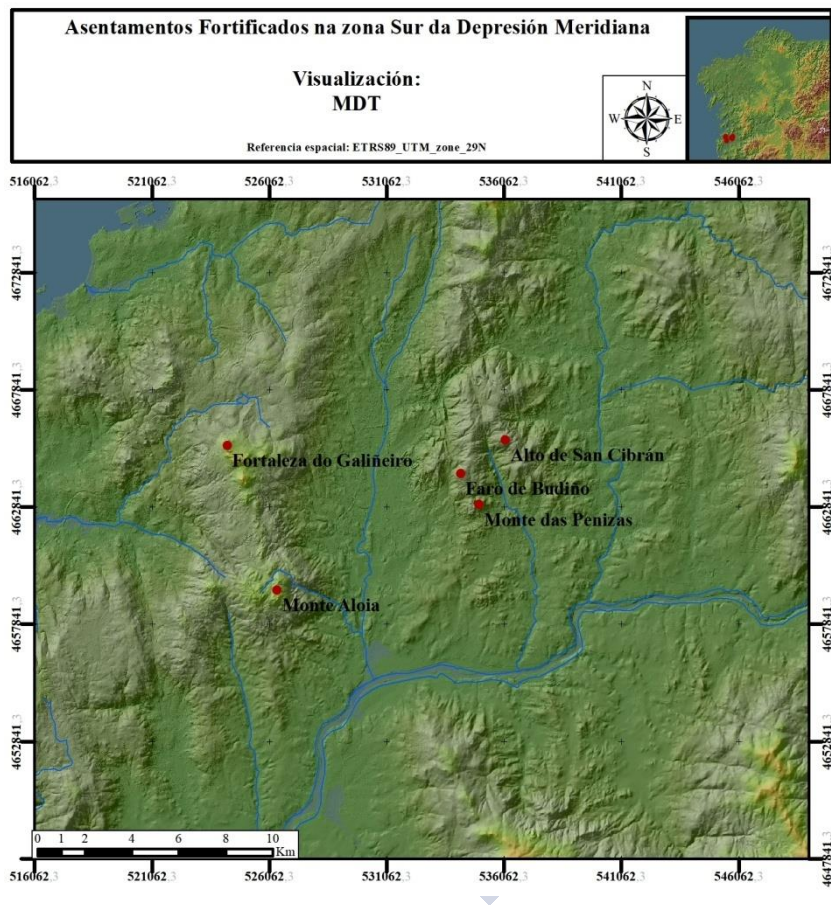 Asentamentos Fortificados na zona Sur da Depresión Meridiana
Visualización:
MDT
Referencia espacial: ETRS89_UTM_zone_29N
N
W
E
S
516062,3 521062,3 526062,3 531062,3 536062,3 541062,3 546062,3
4672841,3 4672841,3
4667841,3 4667841,3
Alto de San Cibrán
Fortaleza do Galiñeiro
Faro de Budiño
4662841,3 4662841,3
Monte das Penizas
Monte Aloia
4657841,3 4657841,3
4652841,3 4652841,3
0 1 2 4 6 8 10
Km
4647841,3
516062,3 521062,3 526062,3 531062,3 536062,3 541062,3 546062,3